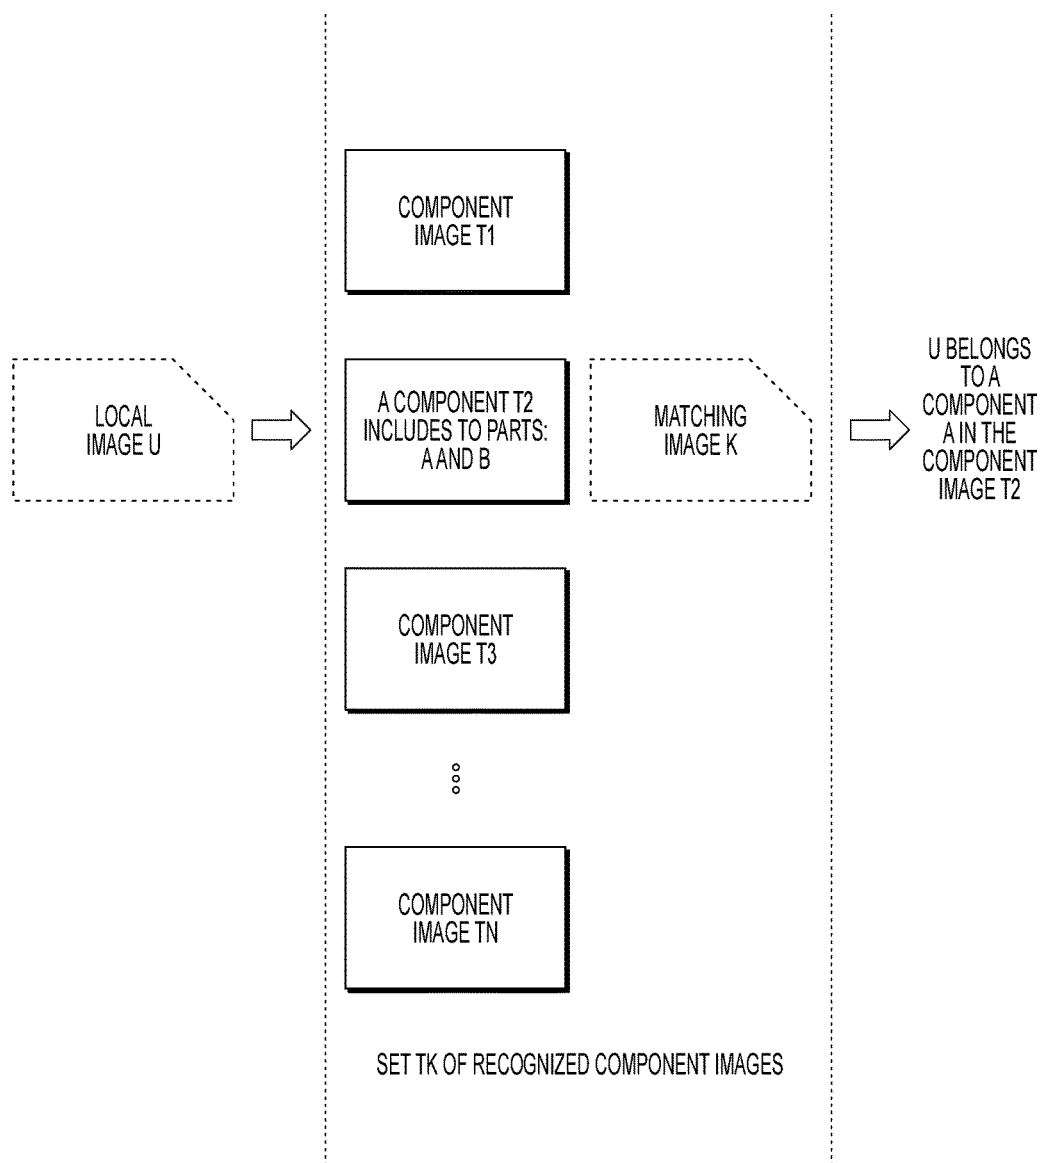 COMPONENT
IMAGE T1
LOCAL
IMAGE U
A COMPONENT T2
INCLUDES TO PARTS:
A AND B
MATCHING
IMAGE K
U BELONGS
TO A
COMPONENT
A IN THE
COMPONENT
IMAGE T2
COMPONENT
IMAGE T3
COMPONENT
IMAGE TN
SET TK OF RECOGNIZED COMPONENT IMAGES